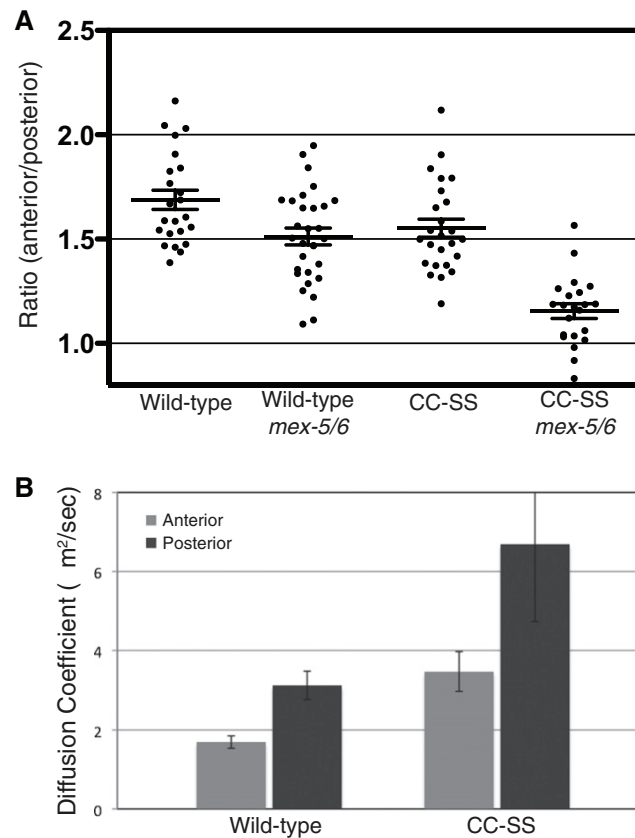 A
Ratio (anterior/posterior)
2.5
2.0
1.5
1.0
Wild-type
Wild-type
mex-5/6
CC-SS
CC-SS
mex-5/6
B
Diffusion Coefficient ( m²/sec)
8
6
4
2
0
Anterior
Posterior
Wild-type
CC-SS